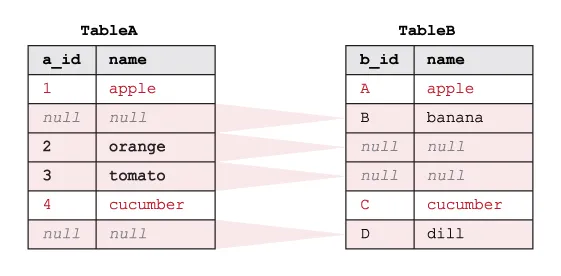 TableA TableB
a_id name b_id name
1 apple A apple
null null B banana
2 orange null null
3 tomato null null
4 cucumber C cucumber
null null D dill